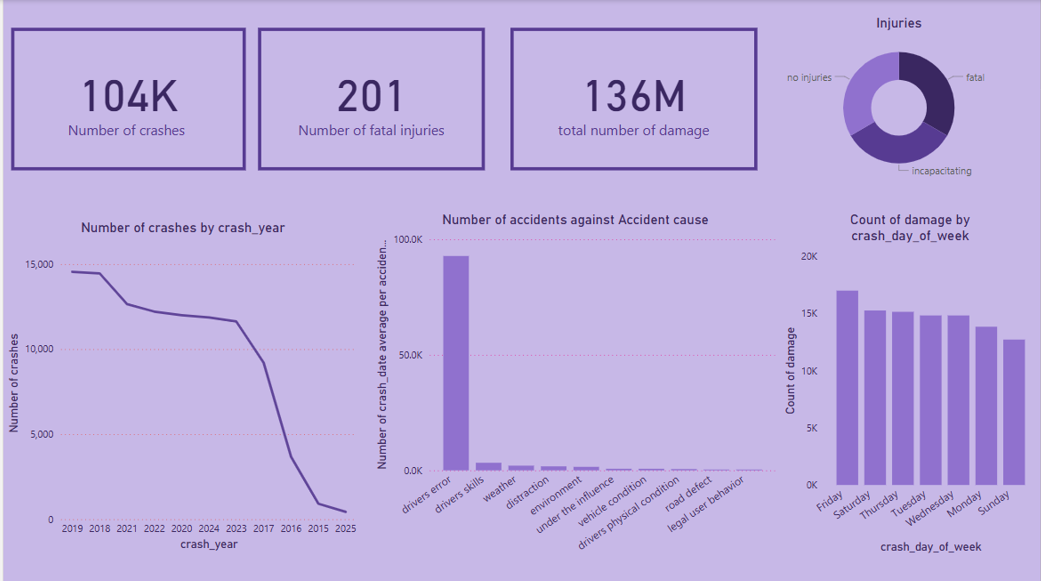 104K
Number of crashes
201
Number of fatal injuries
136M
total number of damage
Injuries
no injuries
fatal
incapacitating
Number of crashes by crash_year
Number of crashes
15,000
10,000
5,000
0
2019 2018 2021 2022 2020 2024 2023 2017 2016 2015 2025
crash_year
Number of accidents against Accident cause
Number of crash_date average per acciden...
100.0K
50.0K
0.0K
drivers error
drivers skills
weather
distraction
environment
under the influence
vehicle condition
drivers physical condition
road defect
legal user behavior
Count of damage by
crash_day_of_week
Count of damage
20K
15K
10K
5K
0K
Friday
Saturday
Thursday
Tuesday
Wednesday
Monday
Sunday
crash_day_of_week